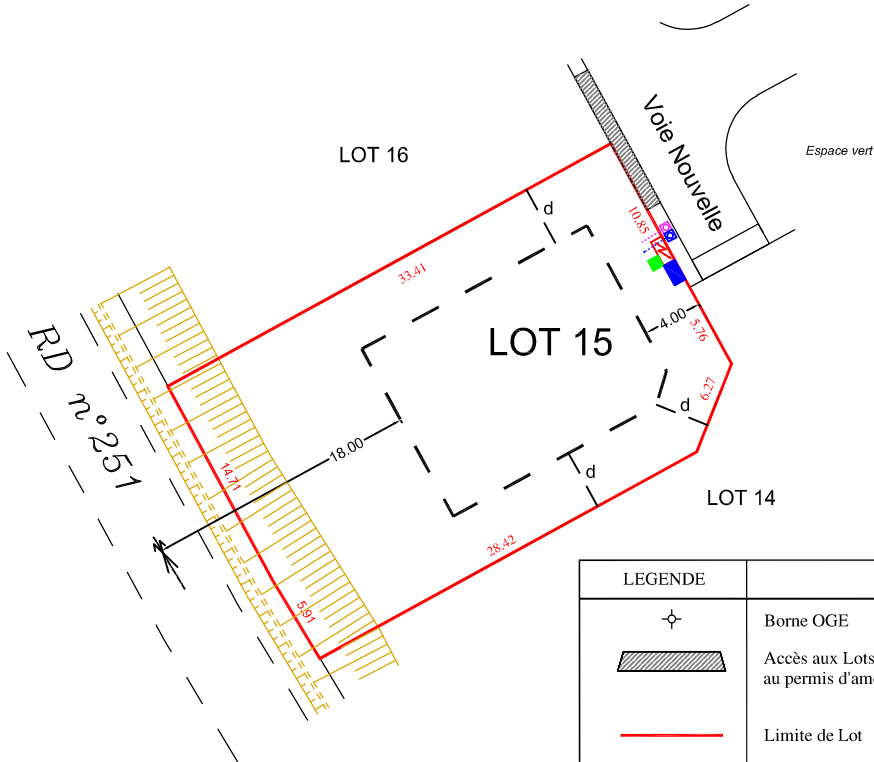 Voie Nouvelle
Espace vert
LOT 16
d
10.85
33.41
RD n°251
LOT 15
4.00
5.76
6.27
d
18.00
14.71
d
LOT 14
28.42
5.91
LEGENDE
Borne OGE
Accès aux Lots
au permis d'am
Limite de Lot